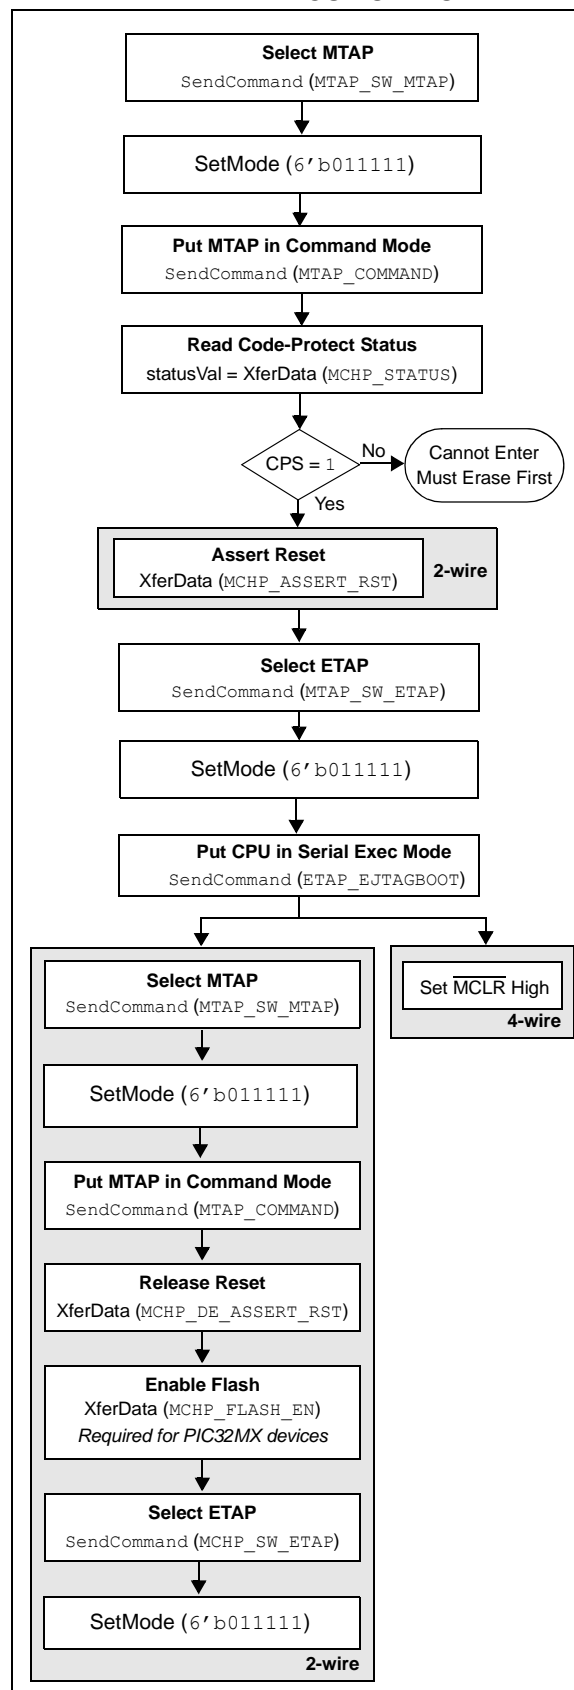 Select MTAP
SendCommand (MTAP_SW_MTAP)
SetMode (6'b011111)
Put MTAP in Command Mode
SendCommand (MTAP_COMMAND)
Read Code-Protect Status
statusVal = XferData (MCHP_STATUS)
CPS = 1
No
Cannot Enter
Must Erase First
Yes
Assert Reset
XferData (MCHP_ASSERT_RST)
2-wire
Select ETAP
SendCommand (MTAP_SW_ETAP)
SetMode (6'b011111)
Put CPU in Serial Exec Mode
SendCommand (ETAP_EJTAGBOOT)
Select MTAP
SendCommand (MTAP_SW_MTAP)
Set MCLR High
4-wire
SetMode (6'b011111)
Put MTAP in Command Mode
SendCommand (MTAP_COMMAND)
Release Reset
XferData (MCHP_DE_ASSERT_RST)
Enable Flash
XferData (MCHP_FLASH_EN)
Required for PIC32MX devices
Select ETAP
SendCommand (MCHP_SW_ETAP)
SetMode (6'b011111)
2-wire